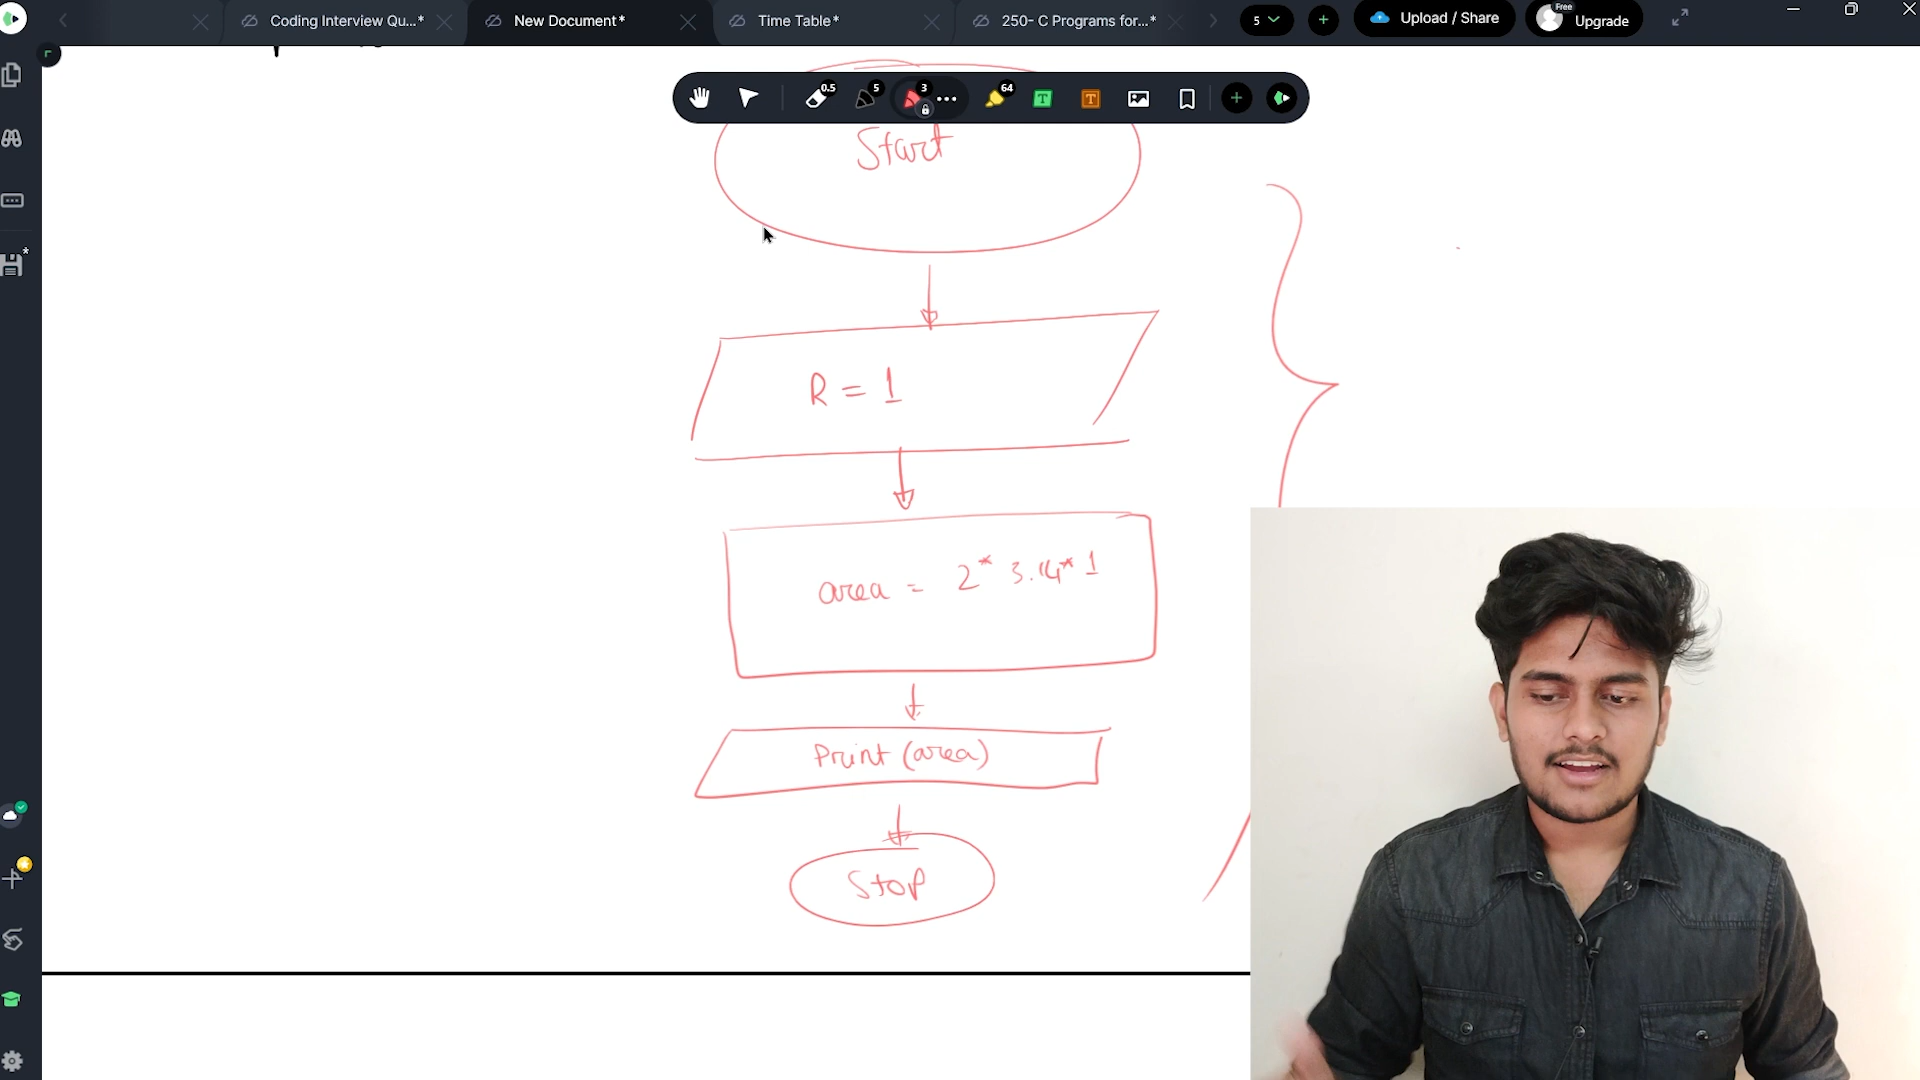 Coding Interview Qu...*
New Document*
Time Table*
250- C Programs for...*
5
Upload / Share
Free
Upgrade
0.5
5
3
64
T
T
Start
R = 1
area = 2* 3.14* 1
Print (area)
Stop